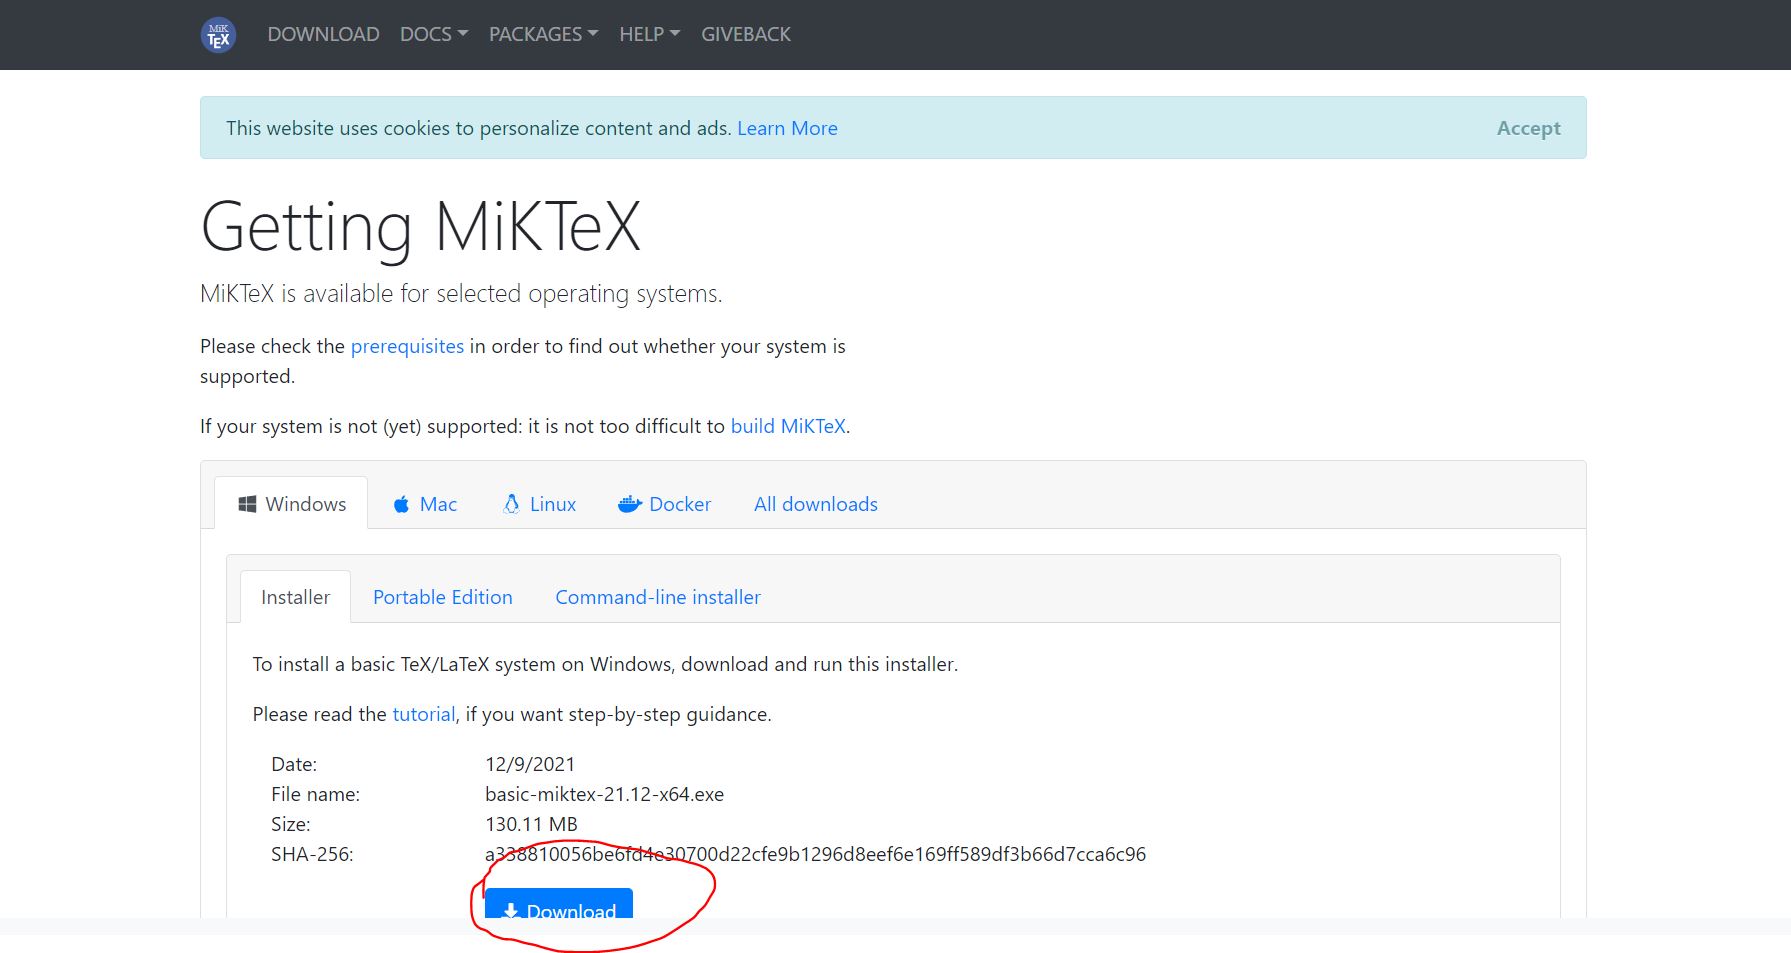 MiK
TEX
DOWNLOAD DOCS PACKAGES HELP GIVEBACK
This website uses cookies to personalize content and ads. Learn More Accept
Getting MiKTeX
MiKTeX is available for selected operating systems.
Please check the prerequisites in order to find out whether your system is
supported.
If your system is not (yet) supported: it is not too difficult to build MiKTeX.
Windows Mac Linux Docker All downloads
Installer Portable Edition Command-line installer
To install a basic TeX/LaTeX system on Windows, download and run this installer.
Please read the tutorial, if you want step-by-step guidance.
Date: 12/9/2021
File name: basic-miktex-21.12-x64.exe
Size: 130.11 MB
SHA-256: a338810056be6fd4e30700d22cfe9b1296d8eef6e169ff589df3b66d7cca6c96
Download